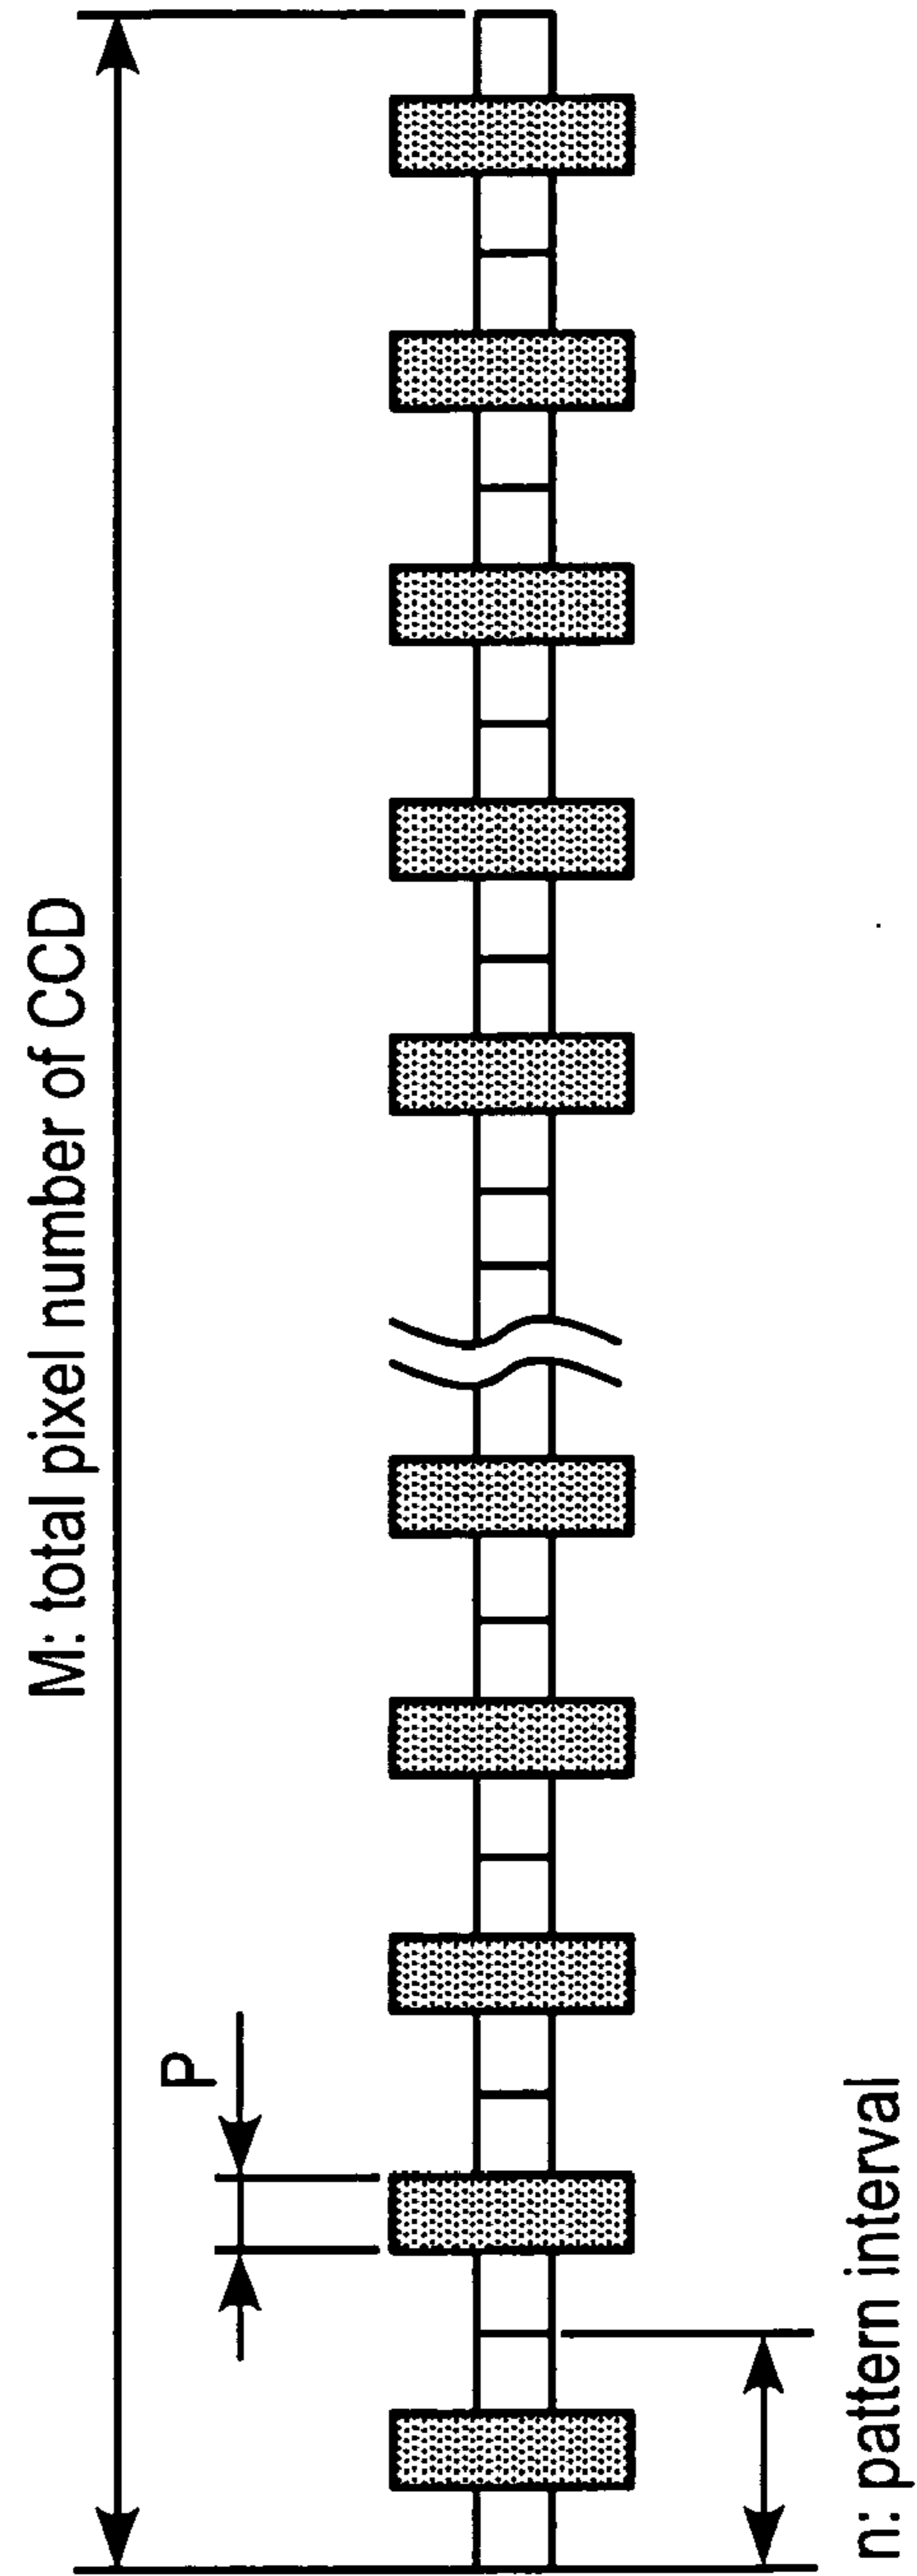 M: total pixel number of CCD
P
n: pattern interval